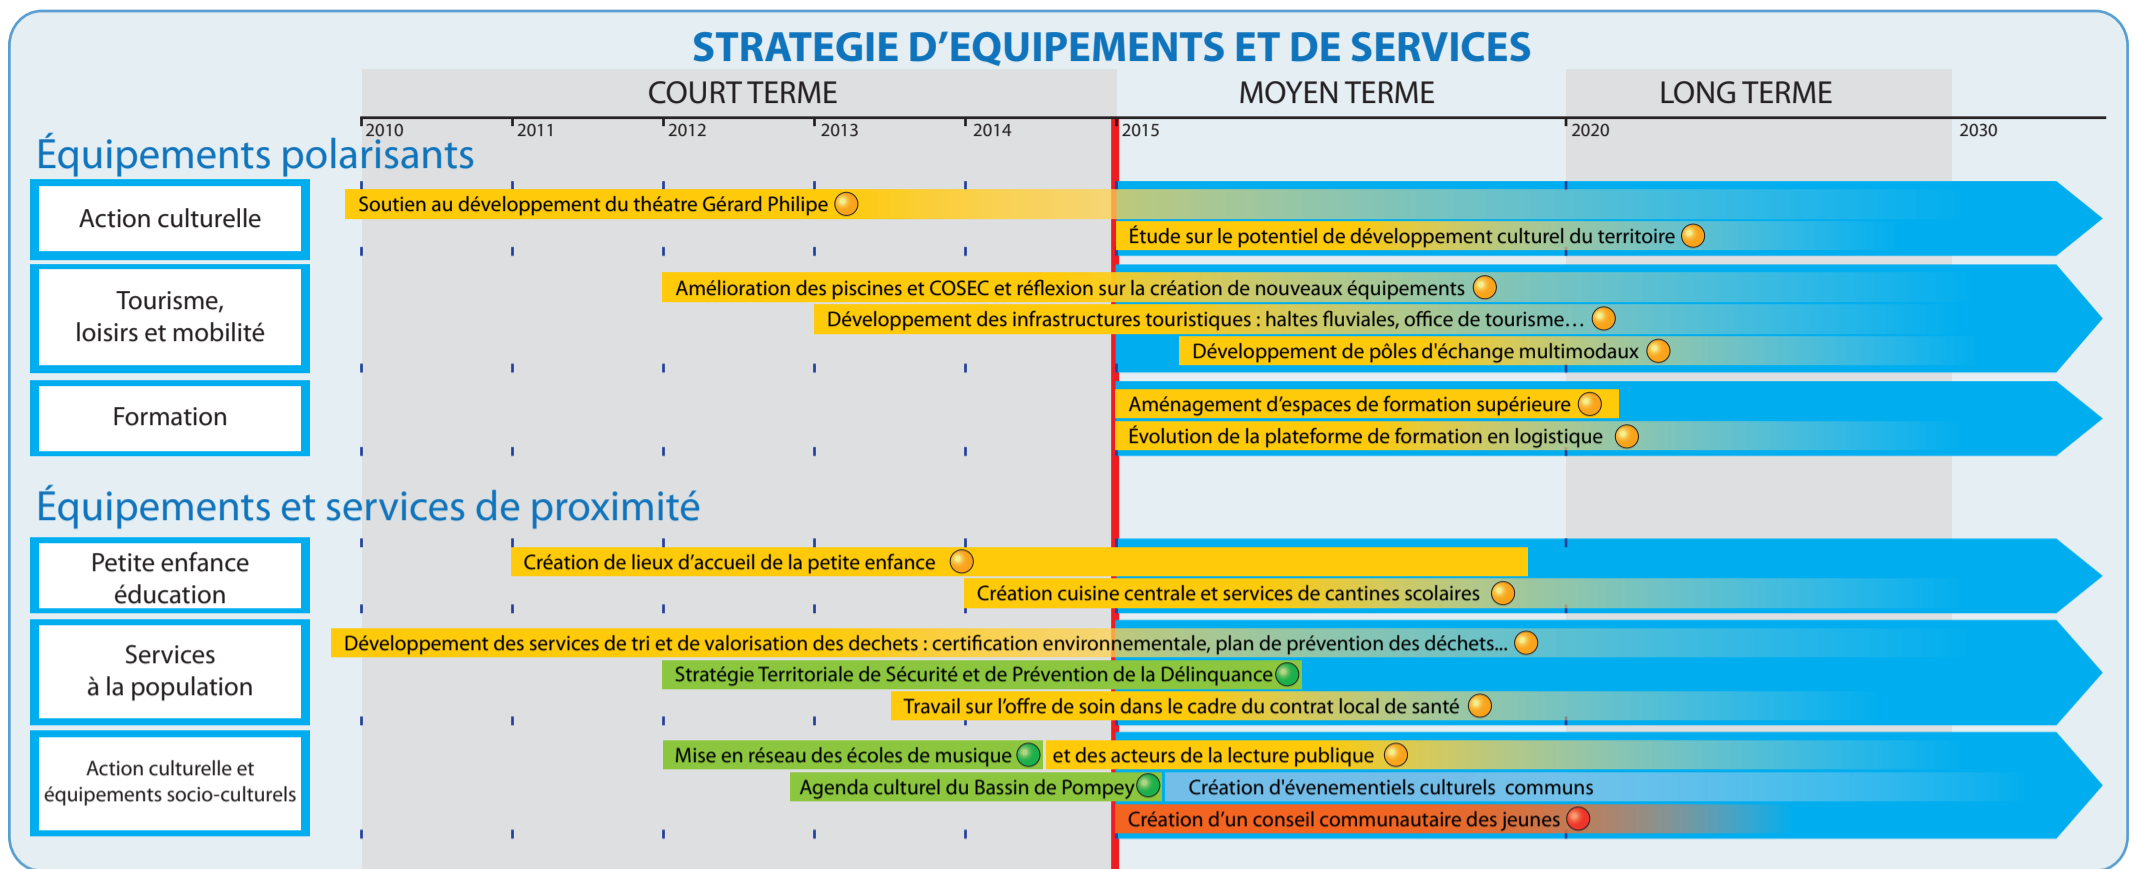 STRATEGIE D’EQUIPEMENTS ET DE SERVICES
COURT TERME
MOYEN TERME
LONG TERME
2010
2011
2012
2013
2014
2015
2020
2030
Équipements polarisants
Action culturelle
Soutien au développement du théatre Gérard Philipe
Étude sur le potentiel de développement culturel du territoire
Tourisme,
loisirs et mobilité
Amélioration des piscines et COSEC et réflexion sur la création de nouveaux équipements
Développement des infrastructures touristiques : haltes fluviales, office de tourisme…
Développement de pôles d'échange multimodaux
Formation
Aménagement d’espaces de formation supérieure
Évolution de la plateforme de formation en logistique
Équipements et services de proximité
Petite enfance
éducation
Création de lieux d’accueil de la petite enfance
Création cuisine centrale et services de cantines scolaires
Services
à la population
Développement des services de tri et de valorisation des dechets : certification environnementale, plan de prévention des déchets...
Stratégie Territoriale de Sécurité et de Prévention de la Délinquance
Travail sur l’offre de soin dans le cadre du contrat local de santé
Action culturelle et
équipements socio-culturels
Mise en réseau des écoles de musique et des acteurs de la lecture publique
Agenda culturel du Bassin de Pompey Création d'évenementiels culturels communs
Création d’un conseil communautaire des jeunes